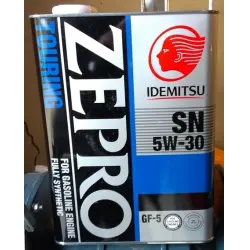 ZEPRO
TOURING
FOR GASOLINE ENGINE
FULLY SYNTHETIC
IDEMITSU
SN
5W-30
GF-5